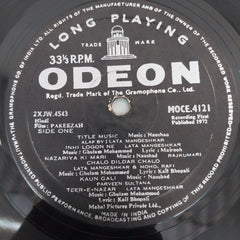 LONG PLAYING
TRADE MARK
33⅓ R.P.M.
ODEON
Regd. Trade Mark of The Gramophone Co., Ltd.
2XJW.4543
MOCE.4121
(Hindi)
Recording First
Film : PAKEEZAH
Published 1972
SIDE ONE
TITLE MUSIC : Music : Naushad
ALAP BY LATA MANGESHKAR
INHI LOGON NE LATA MANGESHKAR
Music : Ghulam Mohammed
NAZARIYA KI MARI RAJKUMARI
Music : Naushad
CHALO DILDAR CHALO
LATA MANGESHKAR & MOHD. RAFI
Music : Ghulam Mohammed Lyric : Kaif Bhopali
KAUN GALI : Music : Naushad
PARVEEN SULTANA
TEER-E-NAZAR LATA MANGESHKAR
Music : Ghulam Mohammed
Lyric : Kaif Bhopali
Mahal Pictures Private Ltd.
MADE IN INDIA